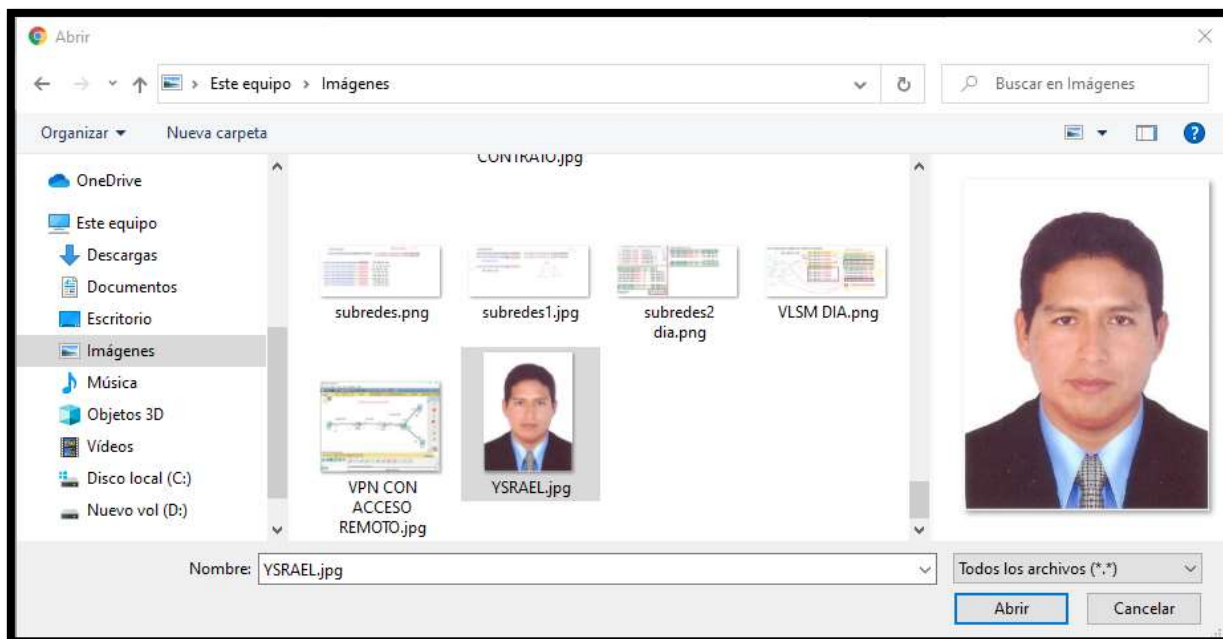 Abrir
Este equipo > Imágenes
Buscar en Imágenes
Organizar
Nueva carpeta
OneDrive
Este equipo
Descargas
Documentos
Escritorio
Imágenes
Música
Objetos 3D
Vídeos
Disco local (C:)
Nuevo vol (D:)
CONTRATO.jpg
subredes.png
subredes1.jpg
subredes2
dia.png
VLSM DIA.png
VPN CON
ACCESO
REMOTO.jpg
YSRAEL.jpg
Nombre:
YSRAEL.jpg
Todos los archivos (*.*)
Abrir
Cancelar